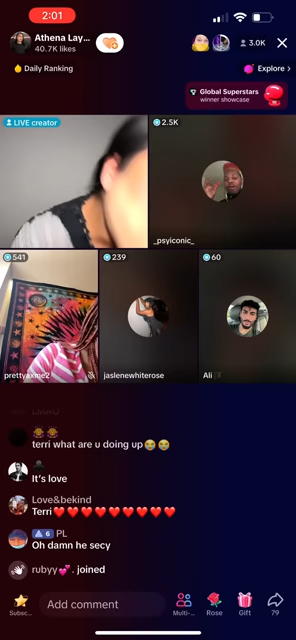 2:01
Athena Lay...
40.7K likes
3.0K
Daily Ranking
Explore >
Global Superstars
winner showcase
LIVE creator
2.5K
_psyiconic_
541
239
60
prettyaxme2
jaslenewhiterose
Ali
terri what are u doing up😭😭
It's love
Love&bekind
Terri❤️❤️❤️❤️❤️❤️❤️❤️❤️❤️
6 PL
Oh damn he secy
rubyy💕. joined
Subsc...
Add comment
Multi-...
Rose
Gift
79